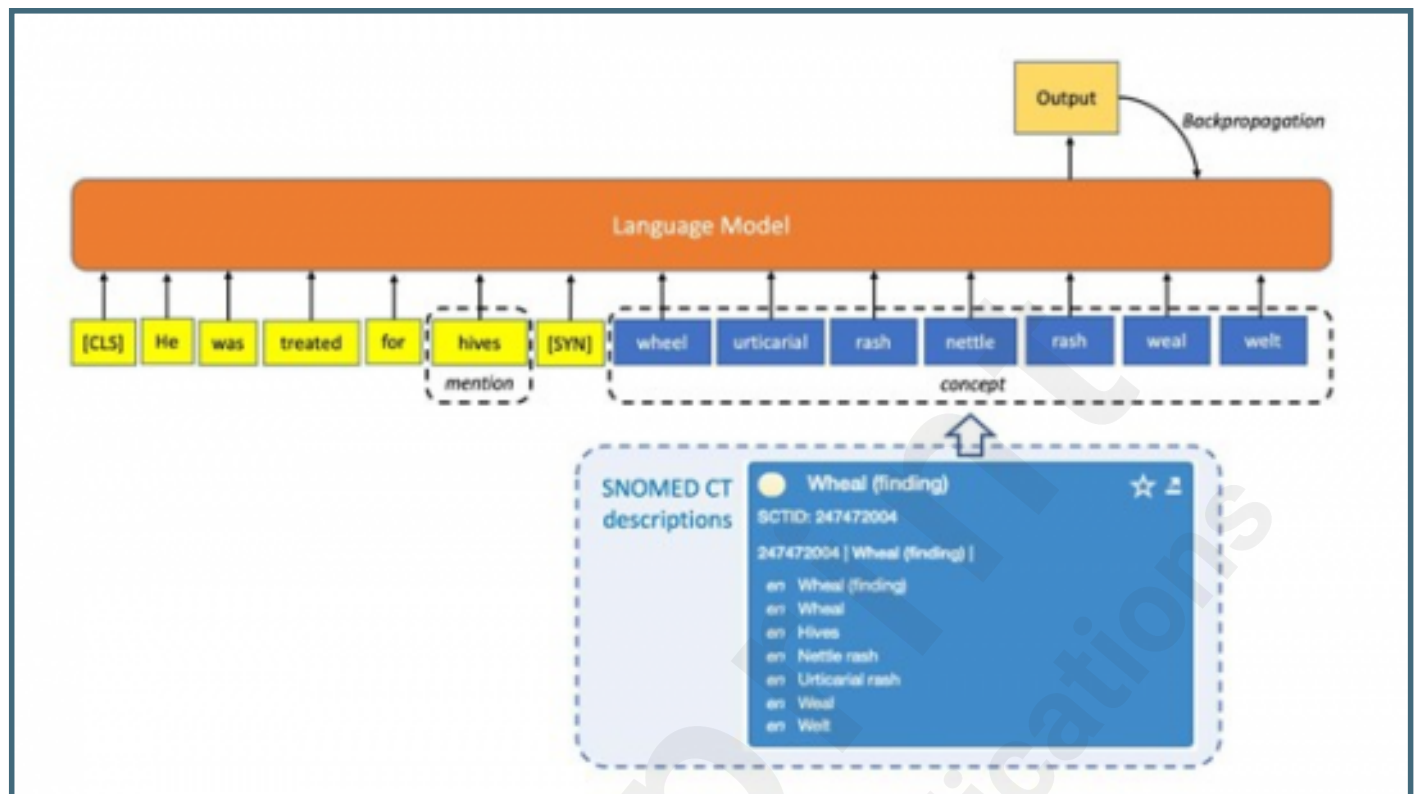 Output
Backpropagation
Language Model
[CLS] He was treated for hives [SYN] wheel urticarial rash nettle rash weal welt
mention
concept
SNOMED CT
descriptions
Wheal (finding)
SCTID: 247472004
247472004 | Wheal (finding) |
en Wheal (finding)
en Wheal
en Hives
en Nettle rash
en Urticarial rash
en Weal
en Welt